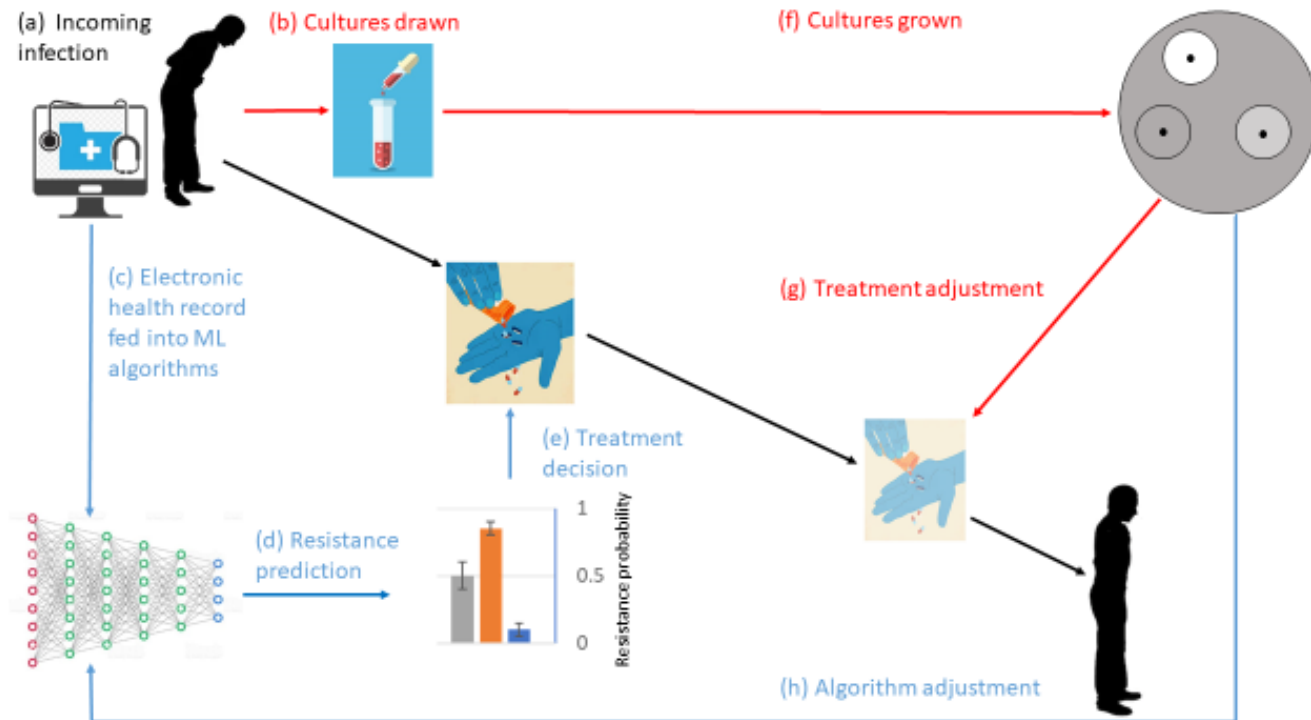 (a) Incoming
infection
(b) Cultures drawn
(f) Cultures grown
(c) Electronic
health record
fed into ML
algorithms
(g) Treatment adjustment
(e) Treatment
decision
(d) Resistance
prediction
1
0.5
0
Resistance probability
(h) Algorithm adjustment